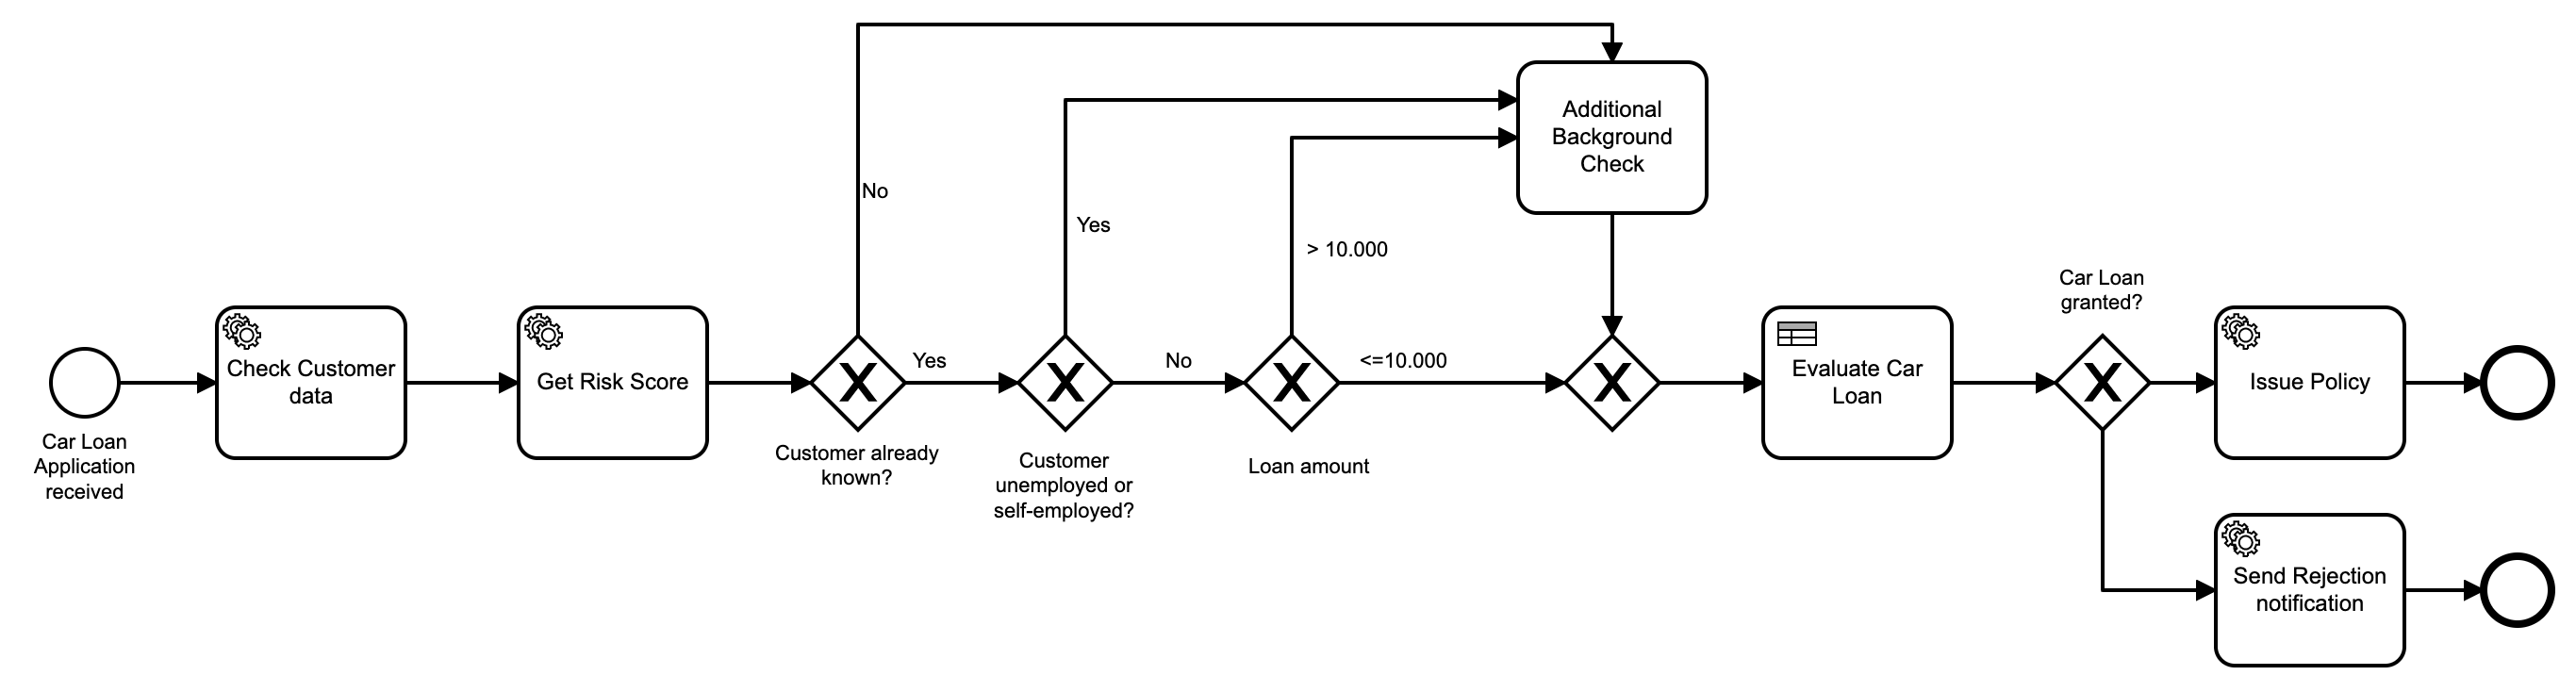 Car Loan
Application
received
Check Customer
data
Get Risk Score
Customer already
known?
No
Yes
Customer
unemployed or
self-employed?
Yes
No
Loan amount
> 10.000
<=10.000
Additional
Background
Check
Evaluate Car
Loan
Car Loan
granted?
Issue Policy
Send Rejection
notification